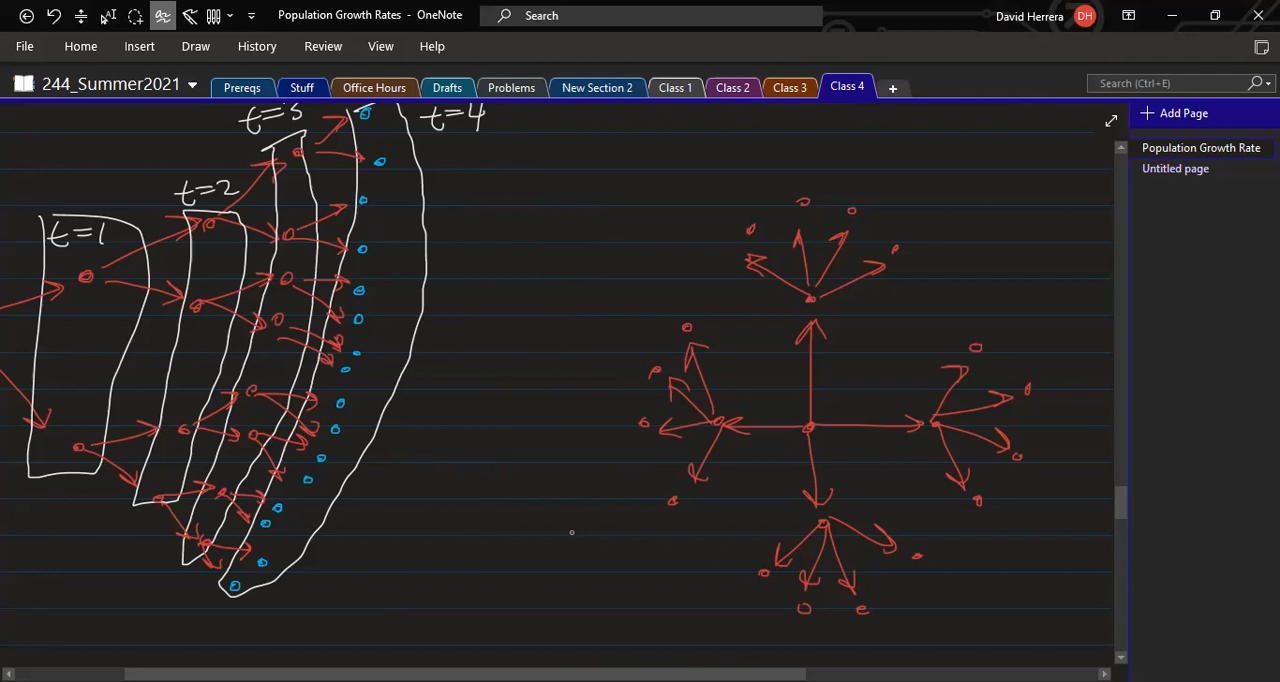 Population Growth Rates - OneNote
Search
David Herrera
DH
File Home Insert Draw History Review View Help
244_Summer2021
Prereqs Stuff Office Hours Drafts Problems New Section 2 Class 1 Class 2 Class 3 Class 4
Search (Ctrl+E)
Add Page
Population Growth Rate
Untitled page
t=3
t=4
t=2
t=1